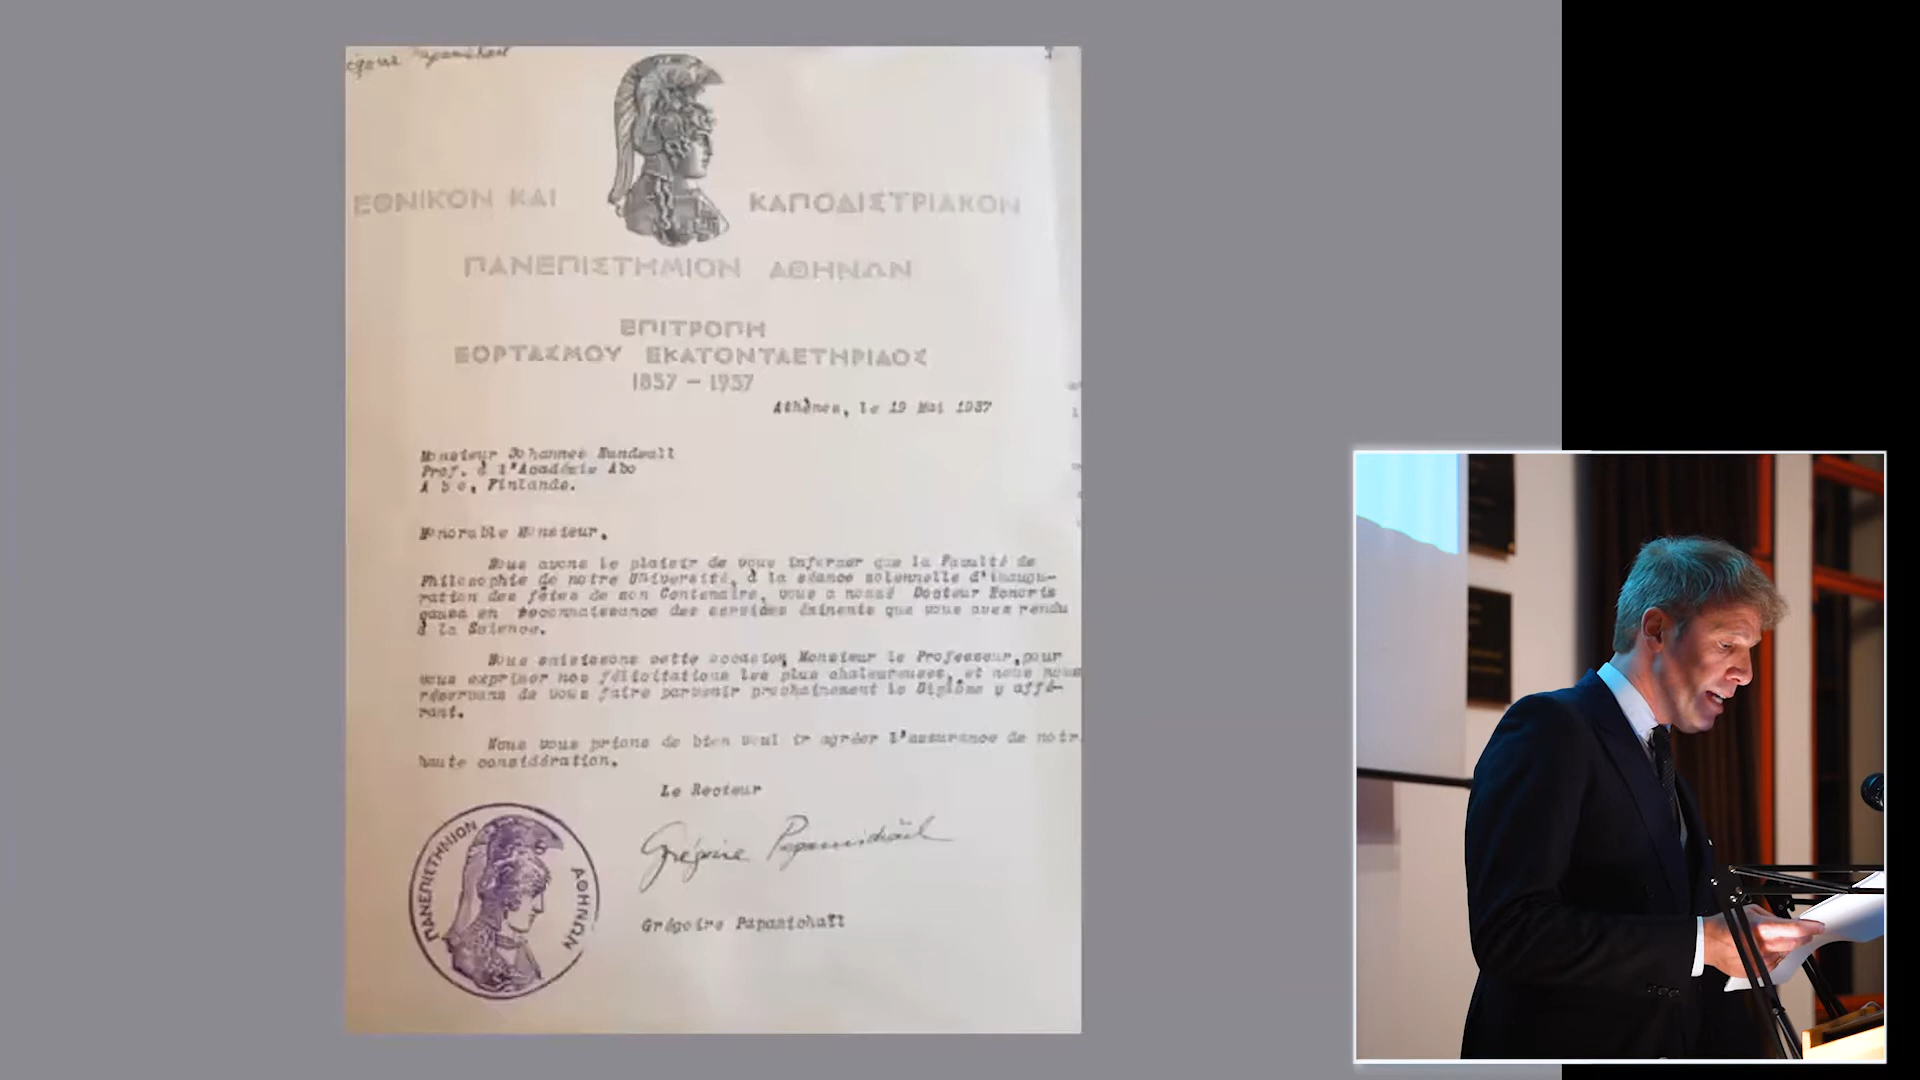 Papamichaël
ΕΘΝΙΚΟΝ ΚΑΙ ΚΑΠΟΔΙΣΤΡΙΑΚΟΝ
ΠΑΝΕΠΙΣΤΗΜΙΟΝ ΑΘΗΝΩΝ
ΕΠΙΤΡΟΠΗ
ΕΟΡΤΑΣΜΟΥ ΕΚΑΤΟΝΤΑΕΤΗΡΙΔΟΣ
1837 – 1937
Athènes, le 19 Mai 1937
Monsieur Johannes Sundwall
Prof. à l'Académie Abo
A b o, Finlande.
Honorable Monsieur,
Nous avons le plaisir de vous informer que la Faculté de
Philosophie de notre Université, à la séance solennelle d'inaugu-
ration des fêtes de son Centenaire, vous a nommé Docteur Honoris
causa en reconnaissance des services éminents que vous avez rendu
à la Science.
Nous saisissons cette occasion, Monsieur le Professeur, pour
vous exprimer nos félicitations les plus chaleureuses, et nous nous
réservons de vous faire parvenir prochainement le Diplôme y affé-
rant.
Nous vous prions de bien agréer l'assurance de
haute considération.
Le Recteur
Grégoire Papamichaël
Grégoire Papamichaël
ΠΑΝΕΠΙΣΤΗΜΙΟΝ ΑΘΗΝΩΝ